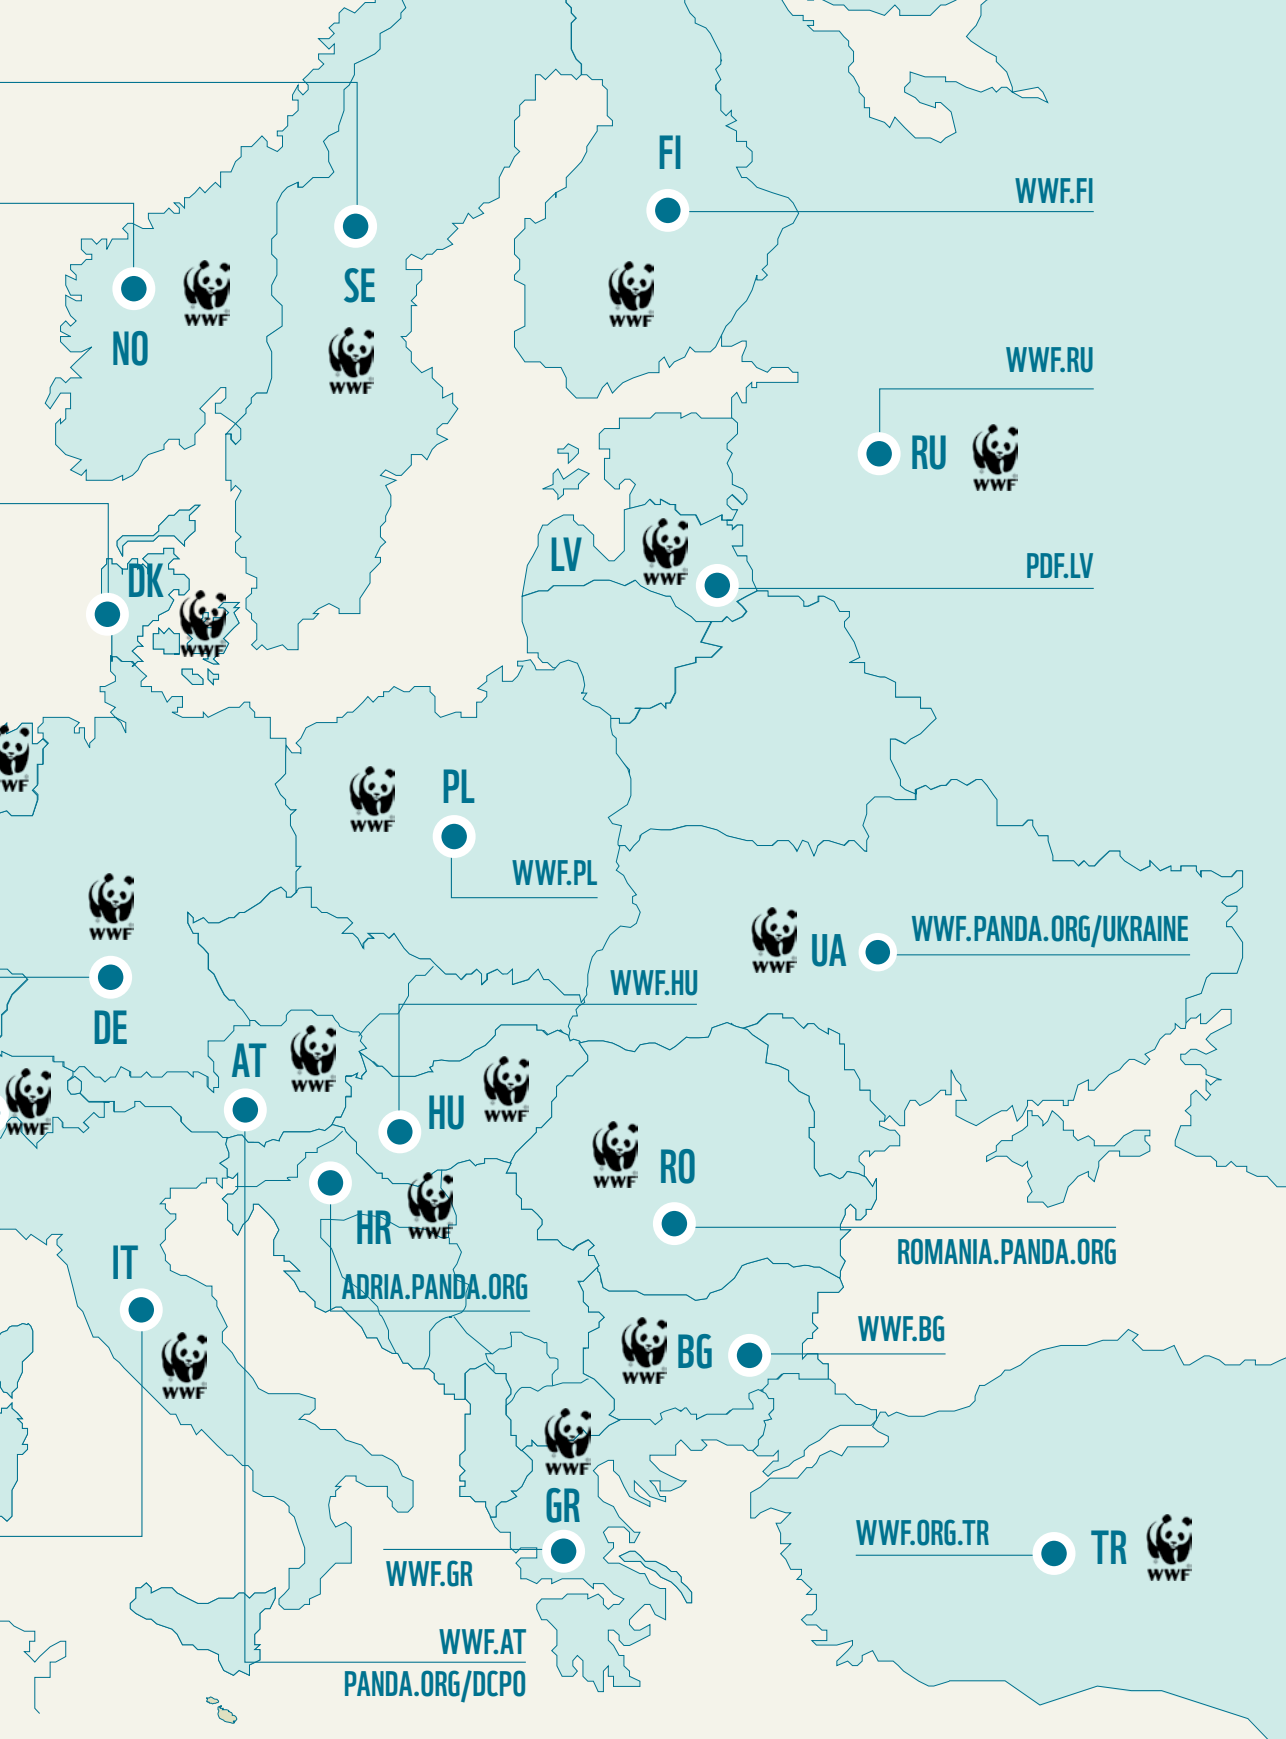 FI
WWF.FI
SE
WWF
NO
WWF
WWF
WWF.RU
RU
WWF
LV
WWF
PDF.LV
DK
WWF
WWF
PL
WWF
WWF.PL
WWF
DE
WWF
UA
WWF.PANDA.ORG/UKRAINE
WWF.HU
AT
WWF
HU
WWF
WWF
RO
WWF
ROMANIA.PANDA.ORG
HR
WWF
ADRIA.PANDA.ORG
IT
WWF
BG
WWF
WWF.BG
WWF
GR
WWF.GR
WWF.ORG.TR
TR
WWF
WWF.AT
PANDA.ORG/DCPO